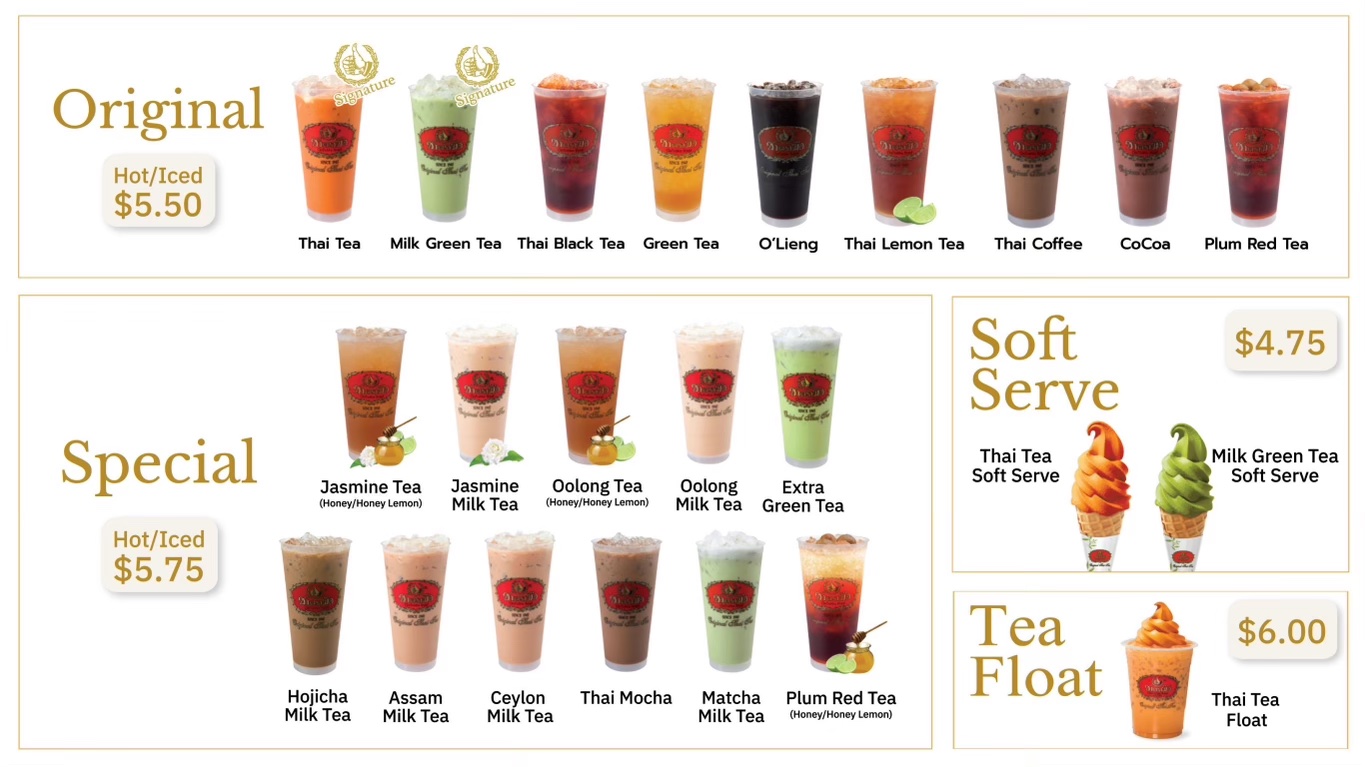 Original
Hot/Iced
$5.50
Signature
Signature
Thai Tea
Milk Green Tea
Thai Black Tea
Green Tea
O'Lieng
Thai Lemon Tea
Thai Coffee
CoCoa
Plum Red Tea
Special
Hot/Iced
$5.75
Jasmine Tea
(Honey/Honey Lemon)
Jasmine
Milk Tea
Oolong Tea
(Honey/Honey Lemon)
Oolong
Milk Tea
Extra
Green Tea
Hojicha
Milk Tea
Assam
Milk Tea
Ceylon
Milk Tea
Thai Mocha
Matcha
Milk Tea
Plum Red Tea
(Honey/Honey Lemon)
Soft
Serve
$4.75
Thai Tea
Soft Serve
Milk Green Tea
Soft Serve
Tea
Float
$6.00
Thai Tea
Float